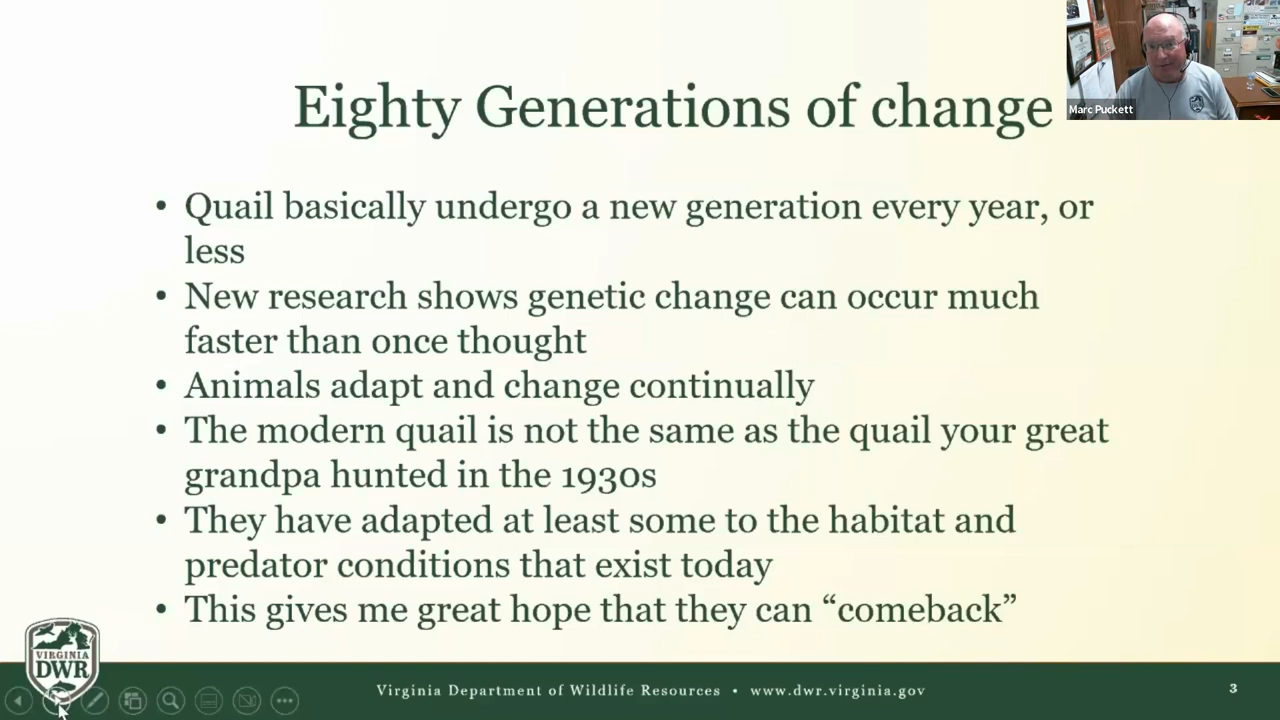 Eighty Generations of change
Marc Puckett
• Quail basically undergo a new generation every year, or
less
• New research shows genetic change can occur much
faster than once thought
• Animals adapt and change continually
• The modern quail is not the same as the quail your great
grandpa hunted in the 1930s
• They have adapted at least some to the habitat and
predator conditions that exist today
• This gives me great hope that they can “comeback”
VIRGINIA
DWR
Virginia Department of Wildlife Resources • www.dwr.virginia.gov
3